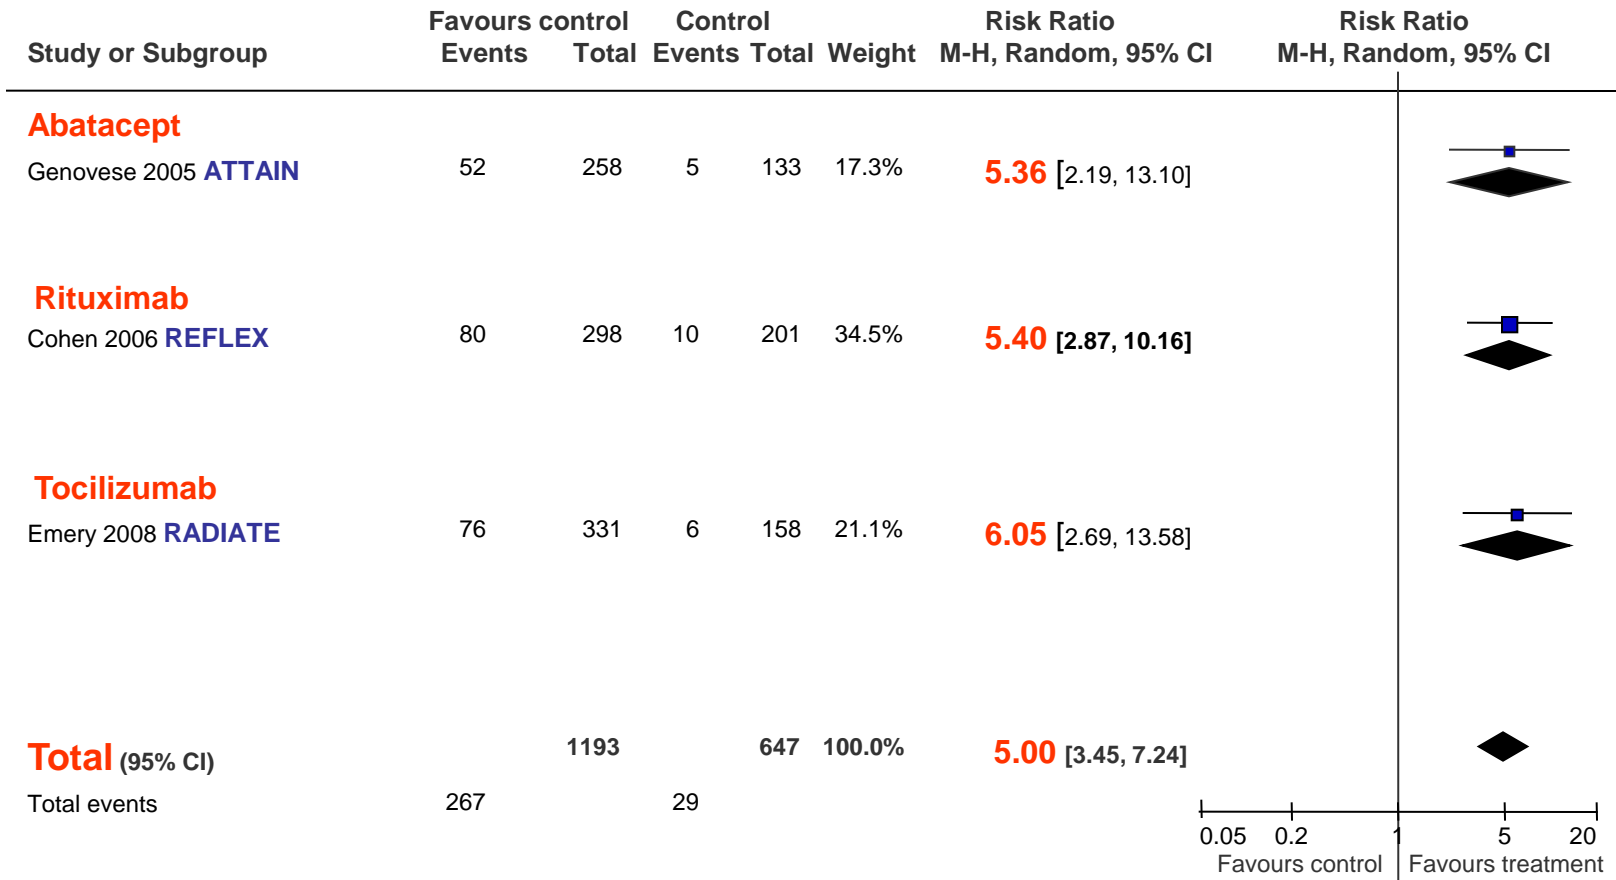 Favours control Control Risk Ratio Risk Ratio
Study or Subgroup Events Total Events Total Weight M-H, Random, 95% CI M-H, Random, 95% CI
Abatacept
Genovese 2005 ATTAIN 52 258 5 133 17.3% 5.36 [2.19, 13.10]
Rituximab
Cohen 2006 REFLEX 80 298 10 201 34.5% 5.40 [2.87, 10.16]
Tocilizumab
Emery 2008 RADIATE 76 331 6 158 21.1% 6.05 [2.69, 13.58]
Total (95% CI) 1193 647 100.0% 5.00 [3.45, 7.24]
Total events 267 29
0.05 0.2 1 5 20
Favours control Favours treatment